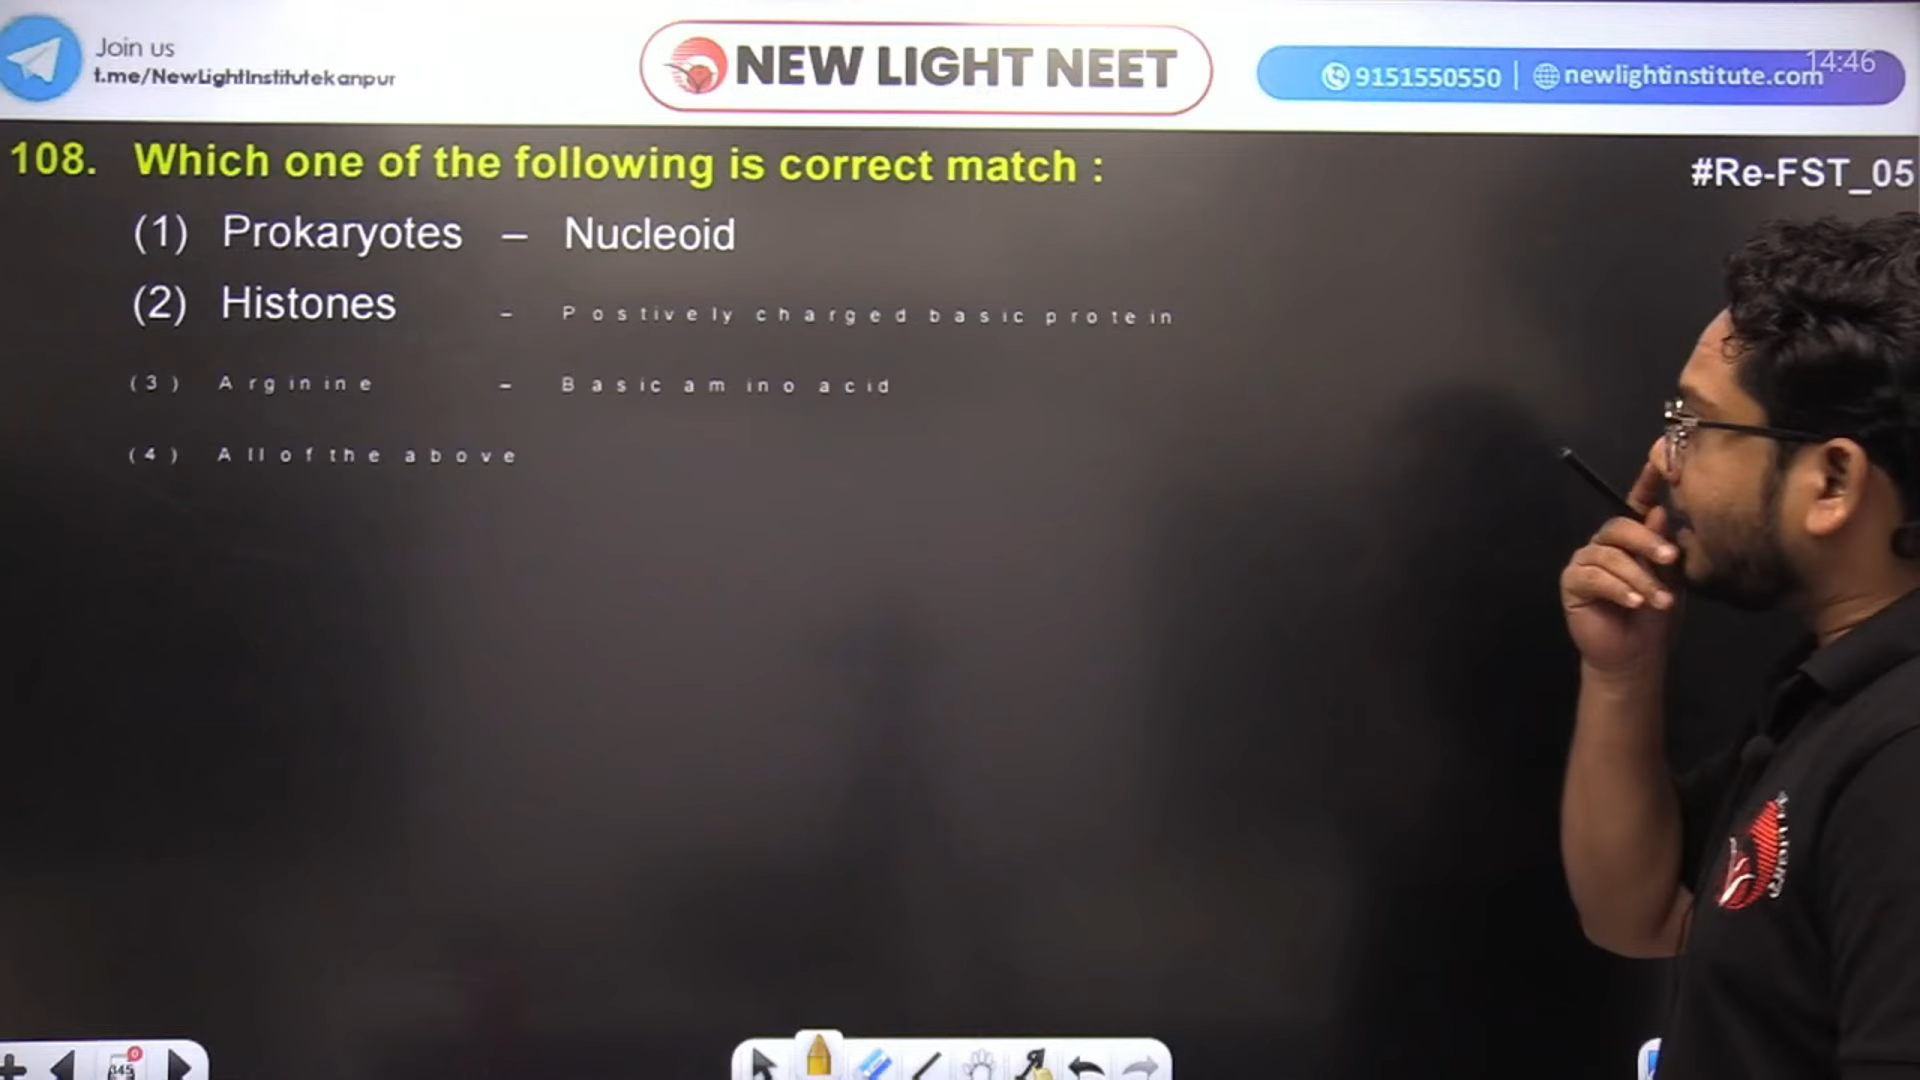 Join us
t.me/NewLightInstitutekanpur
NEW LIGHT NEET
9151550550 | newlightinstitute.com
14:46
108. Which one of the following is correct match :
#Re-FST_05
(1) Prokaryotes – Nucleoid
(2) Histones – Postively charged basic protein
(3) Arginine – Basic amino acid
(4) All of the above
0
345